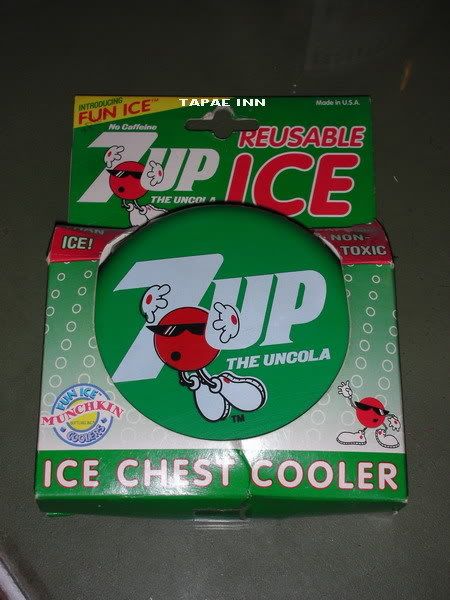 TAPAE INN
INTRODUCING
FUN ICE™
Made in U.S.A.
No Caffeine
7UP
THE UNCOLA
REUSABLE
ICE
ICE!
NON-
TOXIC
7UP
THE UNCOLA
TM
FUN ICE
MUNCHKIN
COOLERS
ICE CHEST COOLER